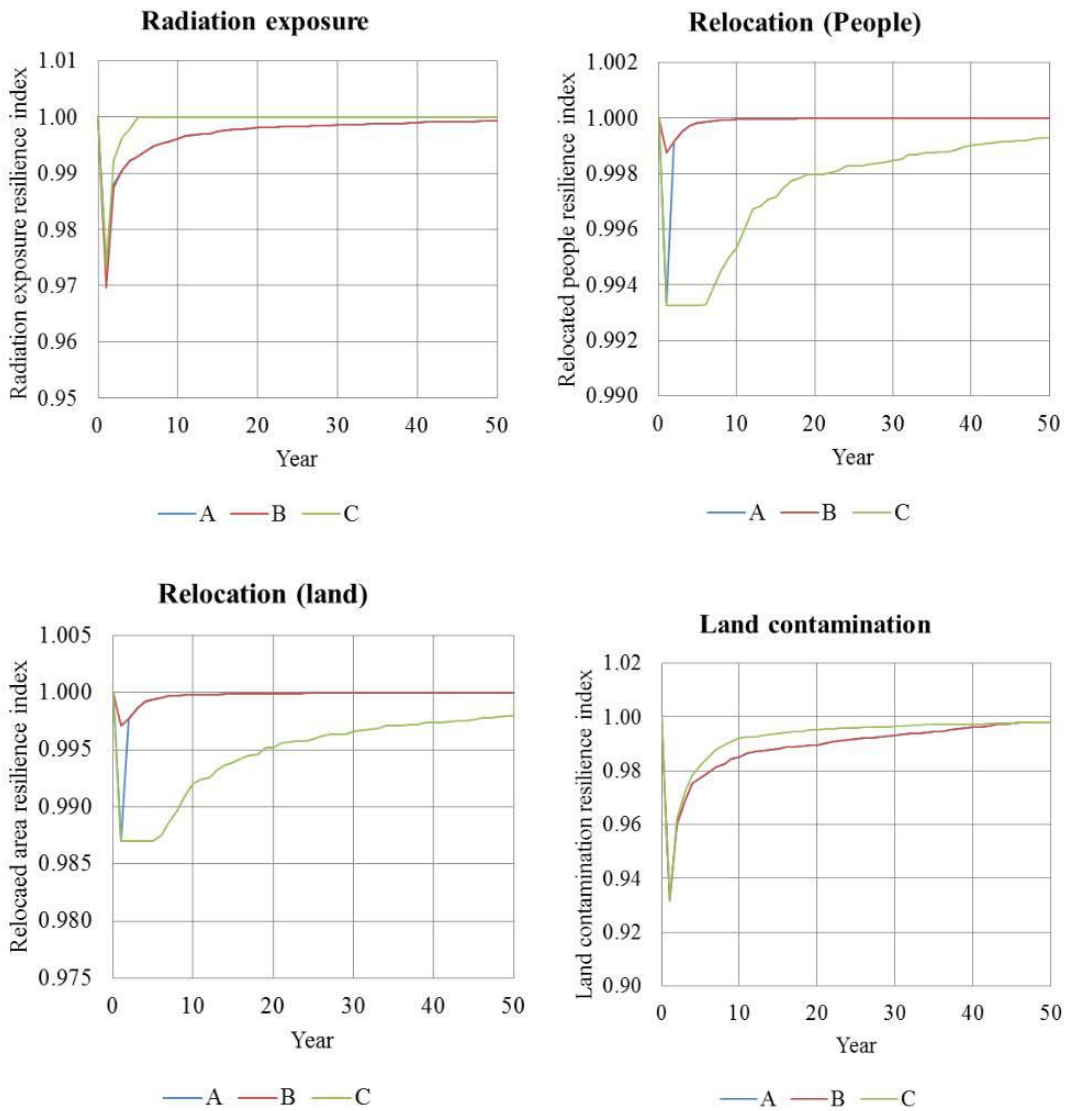 Radiation exposure
Radiation exposure resilience index
1.01
1.00
0.99
0.98
0.97
0.96
0.95
0 10 20 30 40 50
Year
A B C
Relocation (People)
Relocated people resilience index
1.002
1.000
0.998
0.996
0.994
0.992
0.990
0 10 20 30 40 50
Year
A B C
Relocation (land)
Relocaed area resilience index
1.005
1.000
0.995
0.990
0.985
0.980
0.975
0 10 20 30 40 50
Year
A B C
Land contamination
Land contamination resilience index
1.02
1.00
0.98
0.96
0.94
0.92
0.90
0 10 20 30 40 50
Year
A B C